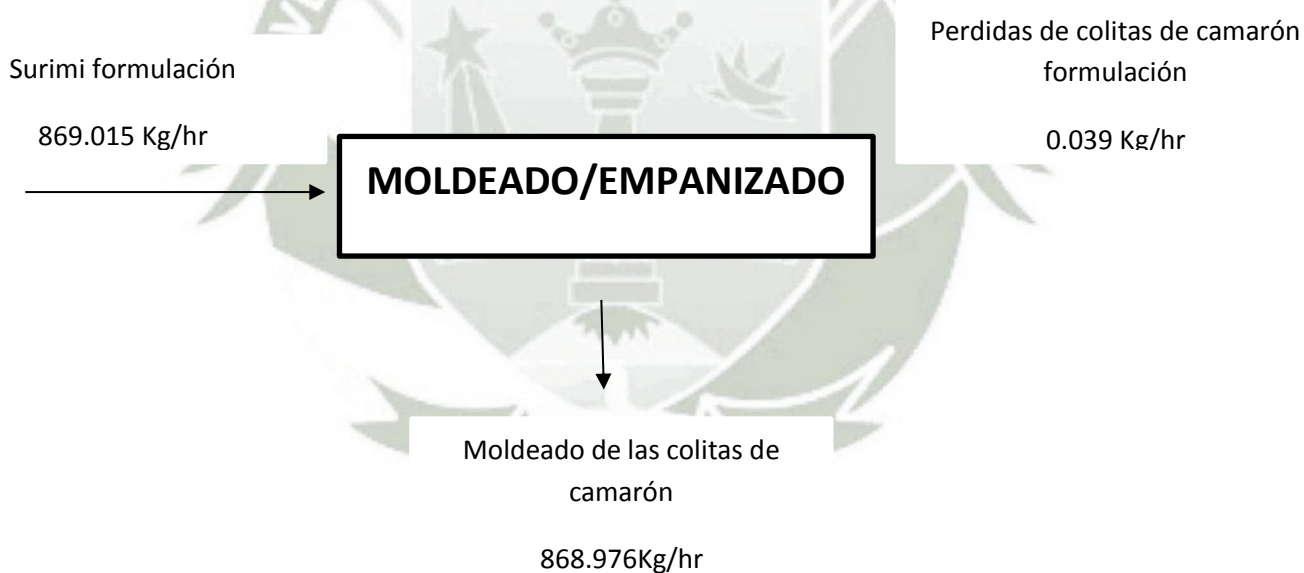 Surimi formulación
869.015 Kg/hr
Perdidas de colitas de camarón
formulación
0.039 Kg/hr
MOLDEADO/EMPANIZADO
Moldeado de las colitas de
camarón
868.976Kg/hr